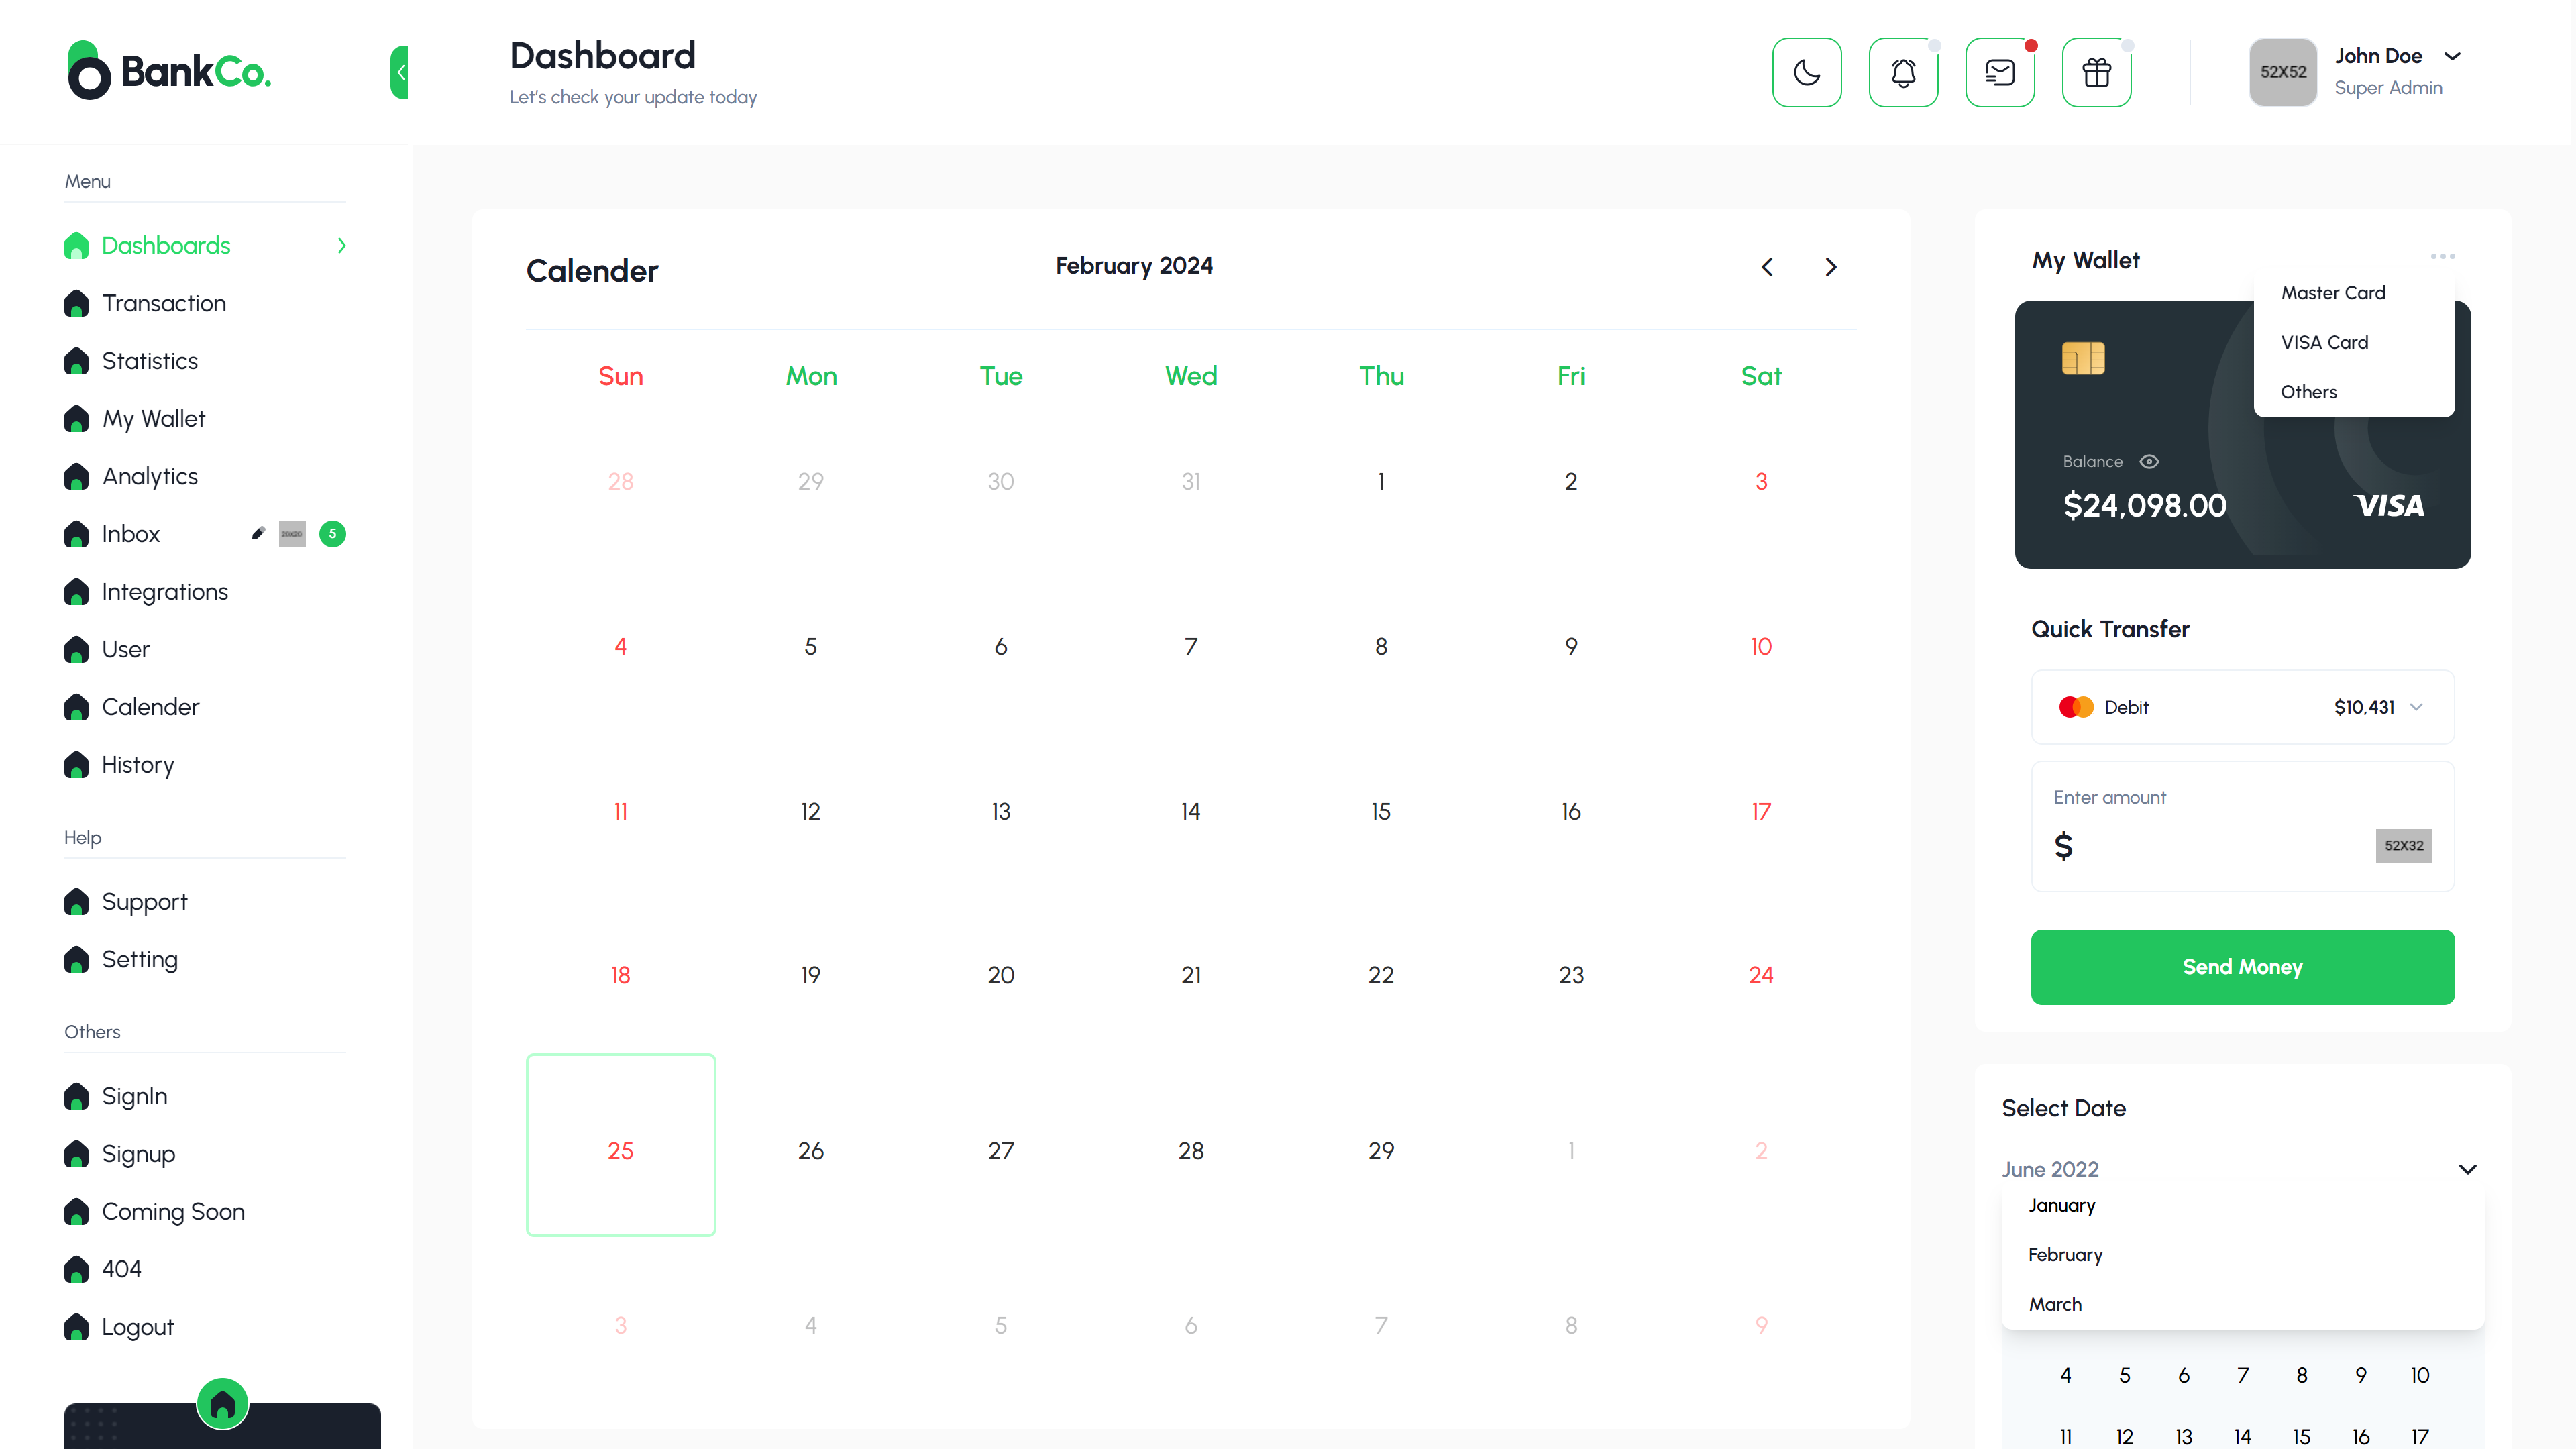 BankCo.
Dashboard
Let's check your update today
52X52
John Doe
Super Admin
Menu
Dashboards
Transaction
Statistics
My Wallet
Analytics
Inbox
20x20
5
Integrations
User
Calender
History
Help
Support
Setting
Others
SignIn
Signup
Coming Soon
404
Logout
Calender
February 2024
Sun Mon Tue Wed Thu Fri Sat
28 29 30 31 1 2 3
4 5 6 7 8 9 10
11 12 13 14 15 16 17
18 19 20 21 22 23 24
25 26 27 28 29 1 2
3 4 5 6 7 8 9
My Wallet
Master Card
VISA Card
Others
Balance
$24,098.00
VISA
Quick Transfer
Debit
$10,431
Enter amount
$
52X32
Send Money
Select Date
June 2022
January
February
March
4 5 6 7 8 9 10
11 12 13 14 15 16 17